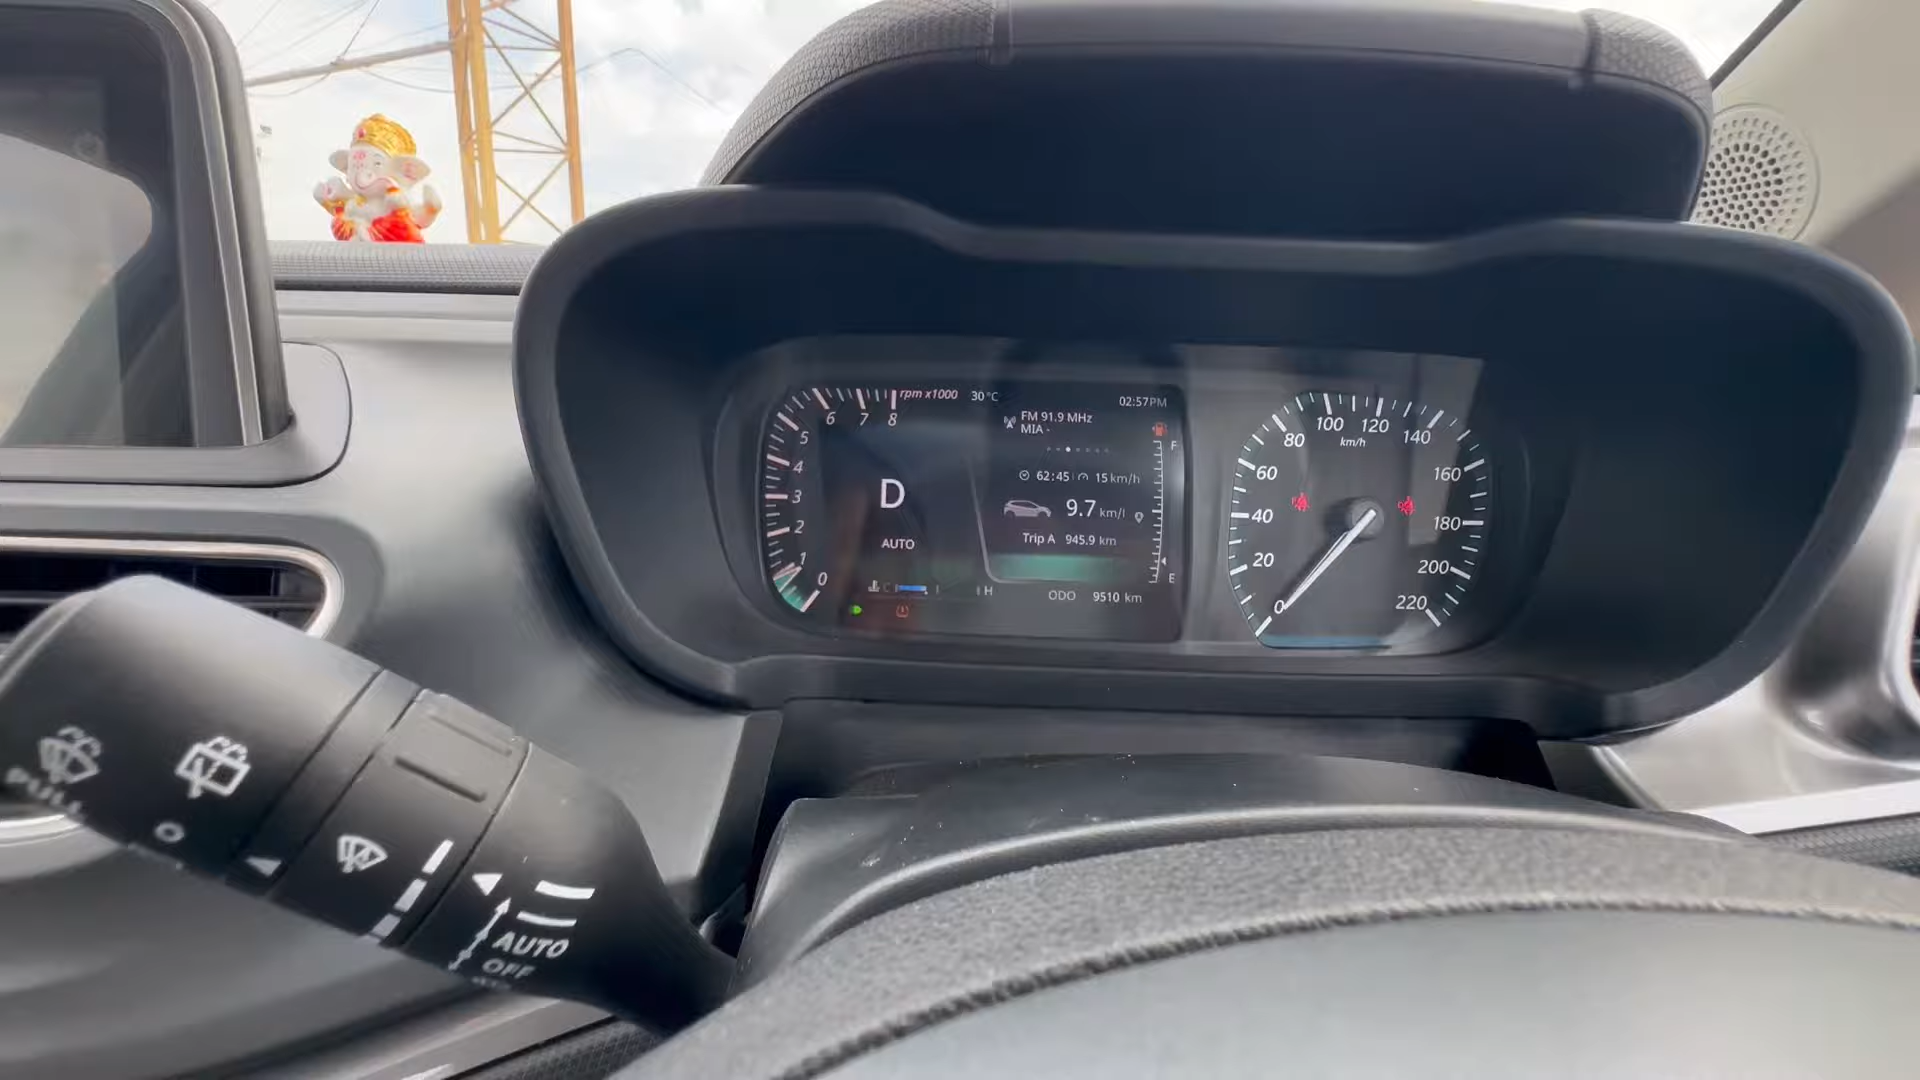 rpm x1000
30 °C
02:57PM
FM 91.9 MHz
MIA -
6 7 8
5
4
3
2
1
0
D
AUTO
62:45 15 km/h
9.7 km/l
Trip A 945.9 km
ODO 9510 km
C H
F
E
0
20
40
60
80
100
120
140
160
180
200
220
km/h
PULL
O
AUTO
OFF